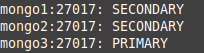 mongo1:27017: SECONDARY
mongo2:27017: SECONDARY
mongo3:27017: PRIMARY